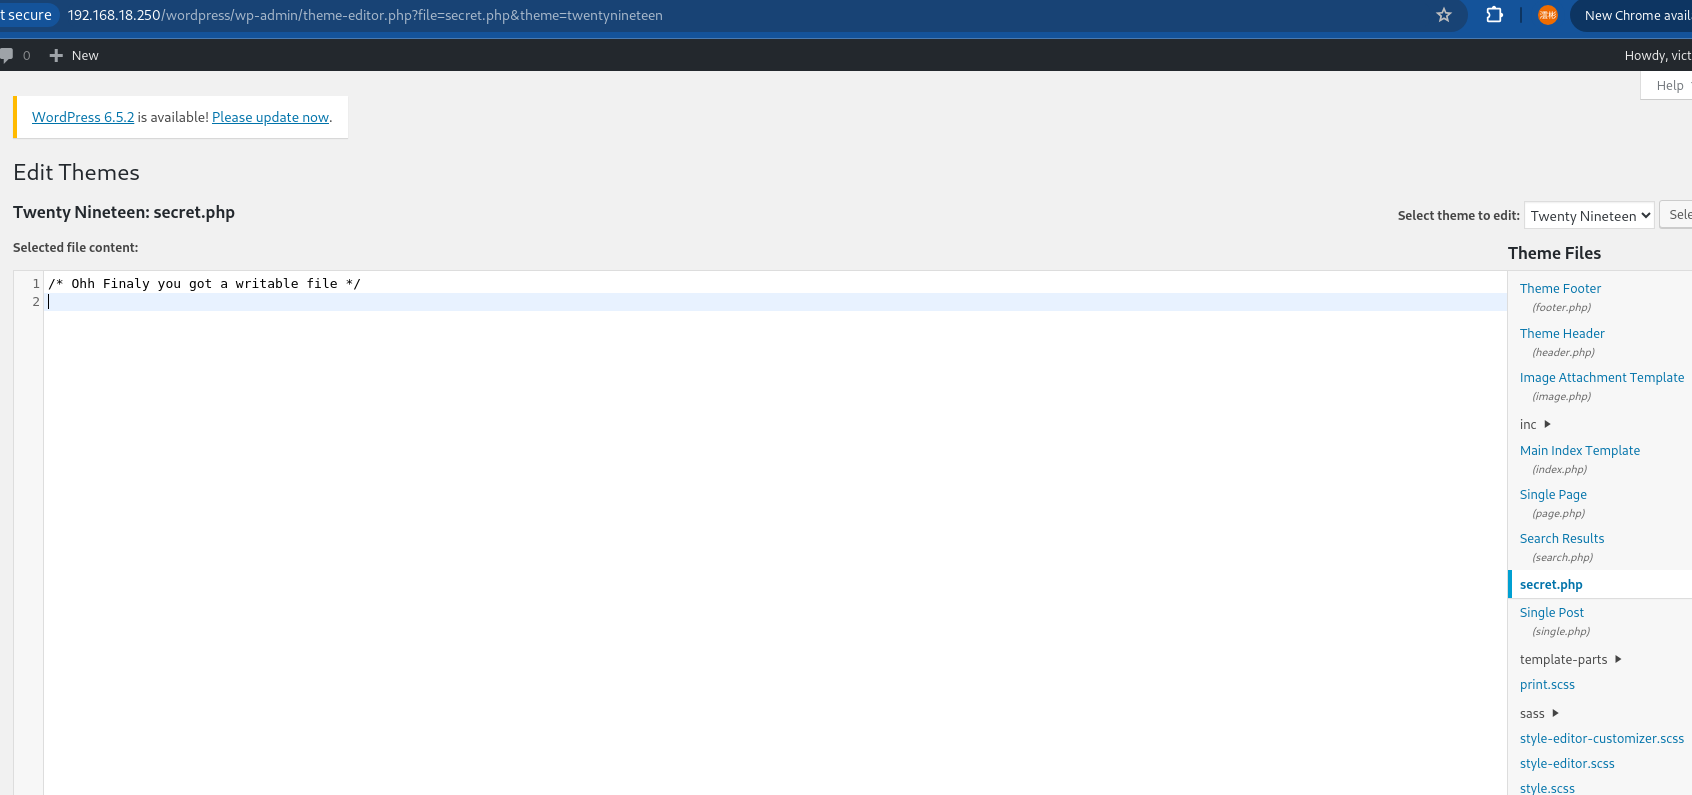 t secure 192.168.18.250/wordpress/wp-admin/theme-editor.php?file=secret.php&theme=twentynineteen New Chrome avail
0 New Howdy, vict
Help
WordPress 6.5.2 is available! Please update now.
Edit Themes
Twenty Nineteen: secret.php
Select theme to edit: Twenty Nineteen Sele
Selected file content:
Theme Files
1 /* Ohh Finaly you got a writable file */
2
Theme Footer
(footer.php)
Theme Header
(header.php)
Image Attachment Template
(image.php)
inc
Main Index Template
(index.php)
Single Page
(page.php)
Search Results
(search.php)
secret.php
Single Post
(single.php)
template-parts
print.scss
sass
style-editor-customizer.scss
style-editor.scss
style.scss